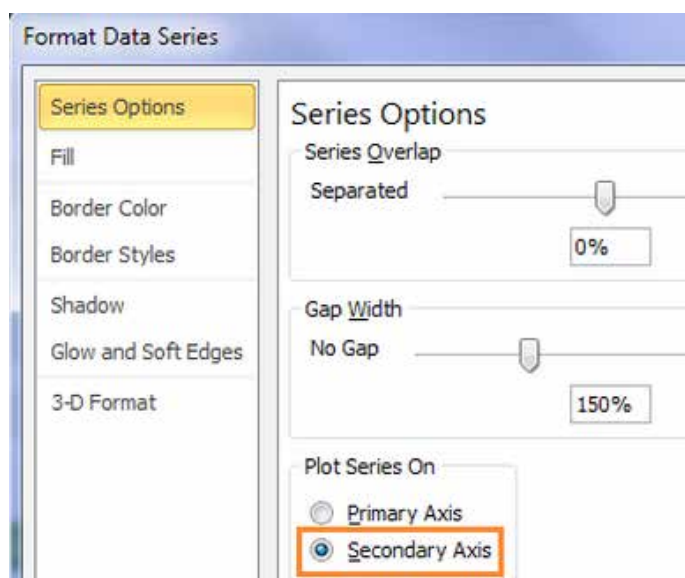 Format Data Series
Series Options
Fill
Border Color
Border Styles
Shadow
Glow and Soft Edges
3-D Format
Series Options
Series Overlap
Separated
0%
Gap Width
No Gap
150%
Plot Series On
Primary Axis
Secondary Axis